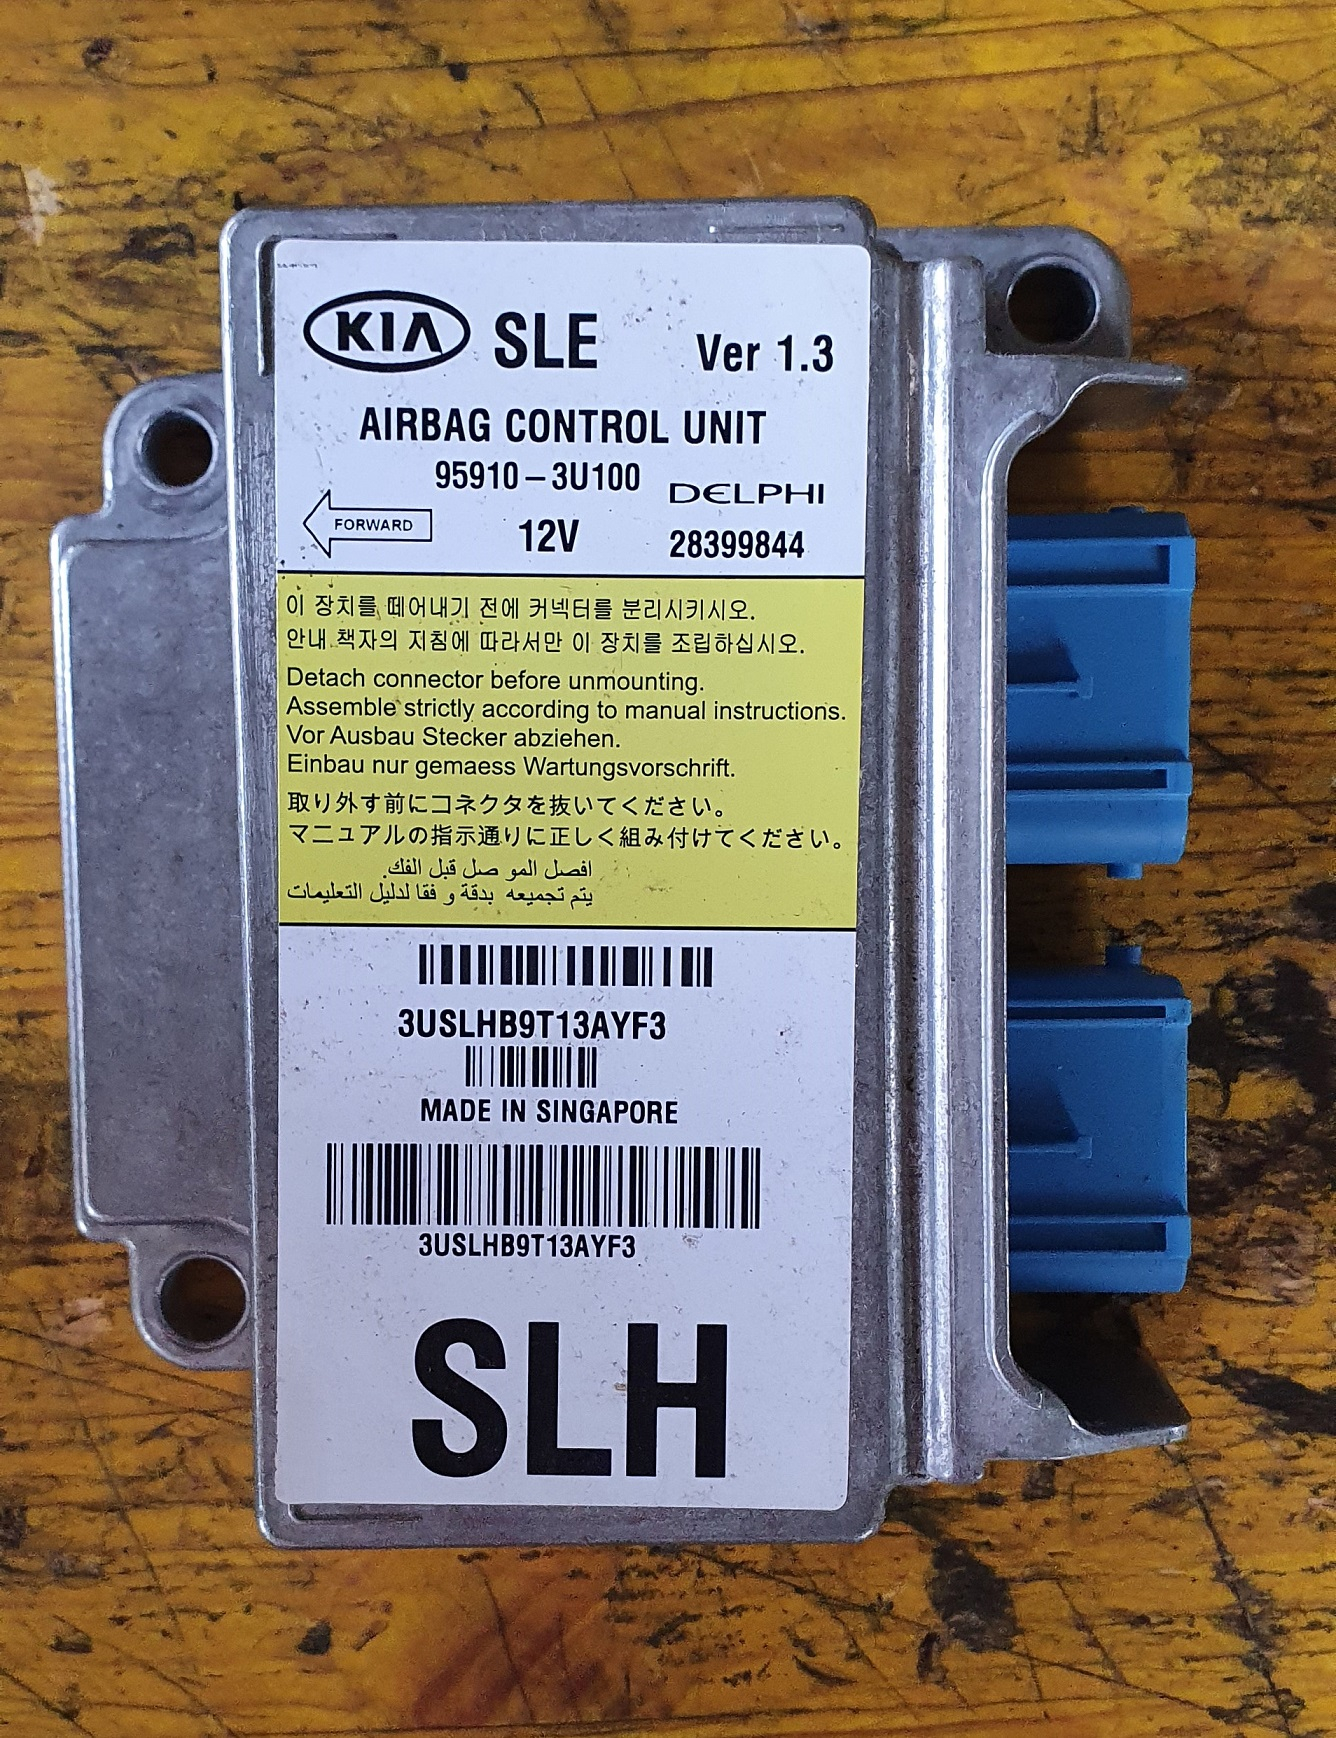 KIA SLE Ver 1.3
AIRBAG CONTROL UNIT
95910-3U100
DELPHI
FORWARD
12V
28399844
이 장치를 떼어내기 전에 커넥터를 분리시키시오.
안내 책자의 지침에 따라서만 이 장치를 조립하십시오.
Detach connector before unmounting.
Assemble strictly according to manual instructions.
Vor Ausbau Stecker abziehen.
Einbau nur gemaess Wartungsvorschrift.
取り外す前にコネクタを抜いてください。
マニュアルの指示通りに正しく組み付けてください。
افصل المو صل قبل الفك.
يتم تجميعه بدقة و فقا لدليل التعليمات
3USLHB9T13AYF3
MADE IN SINGAPORE
3USLHB9T13AYF3
SLH